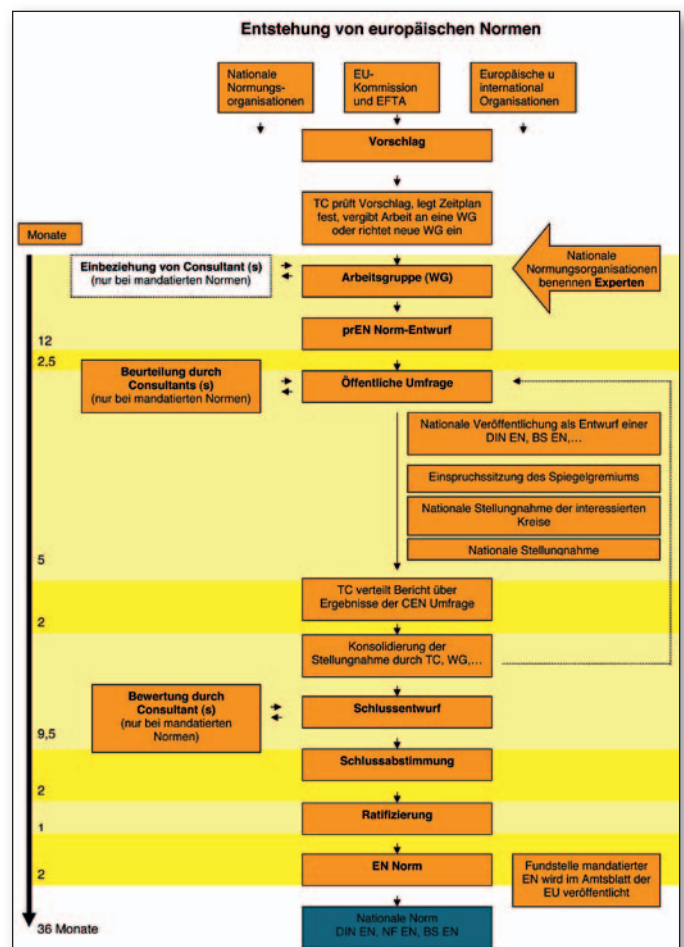 Entstehung von europäischen Normen
Nationale
Normungs-
organisationen
EU-
Kommission
und EFTA
Europäische u
international
Organisationen
Vorschlag
TC prüft Vorschlag, legt Zeitplan
fest, vergibt Arbeit an eine WG
oder richtet neue WG ein
Monate
Einbeziehung von Consultant (s)
(nur bei mandatierten Normen)
Arbeitsgruppe (WG)
Nationale
Normungsorganisationen
benennen Experten
prEN Norm-Entwurf
12
2,5
Beurteilung durch
Consultants (s)
(nur bei mandatierten Normen)
Öffentliche Umfrage
Nationale Veröffentlichung als Entwurf einer
DIN EN, BS EN,...
Einspruchssitzung des Spiegelgremiums
Nationale Stellungnahme der interessierten
Kreise
Nationale Stellungnahme
5
TC verteilt Bericht über
Ergebnisse der CEN Umfrage
2
Konsolidierung der
Stellungnahme durch TC, WG,...
Bewertung durch
Consultant (s)
(nur bei mandatierten
Normen)
Schlussentwurf
9,5
Schlussabstimmung
2
Ratifizierung
1
EN Norm
Fundstelle mandatierter
EN wird im Amtsblatt der
EU veröffentlicht
2
Nationale Norm
DIN EN, NF EN, BS EN
36 Monate